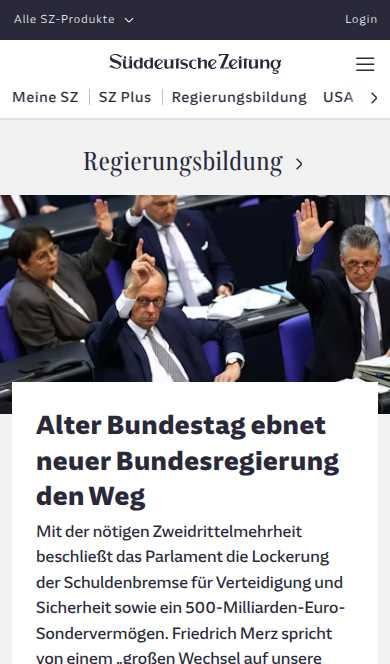 Alle SZ-Produkte
Login
Süddeutsche Zeitung
Meine SZ
SZ Plus
Regierungsbildung
USA
Regierungsbildung
Alter Bundestag ebnet
neuer Bundesregierung
den Weg
Mit der nötigen Zweidrittelmehrheit
beschließt das Parlament die Lockerung
der Schuldenbremse für Verteidigung und
Sicherheit sowie ein 500-Milliarden-Euro-
Sondervermögen. Friedrich Merz spricht
von einem „großen Wechsel auf unsere